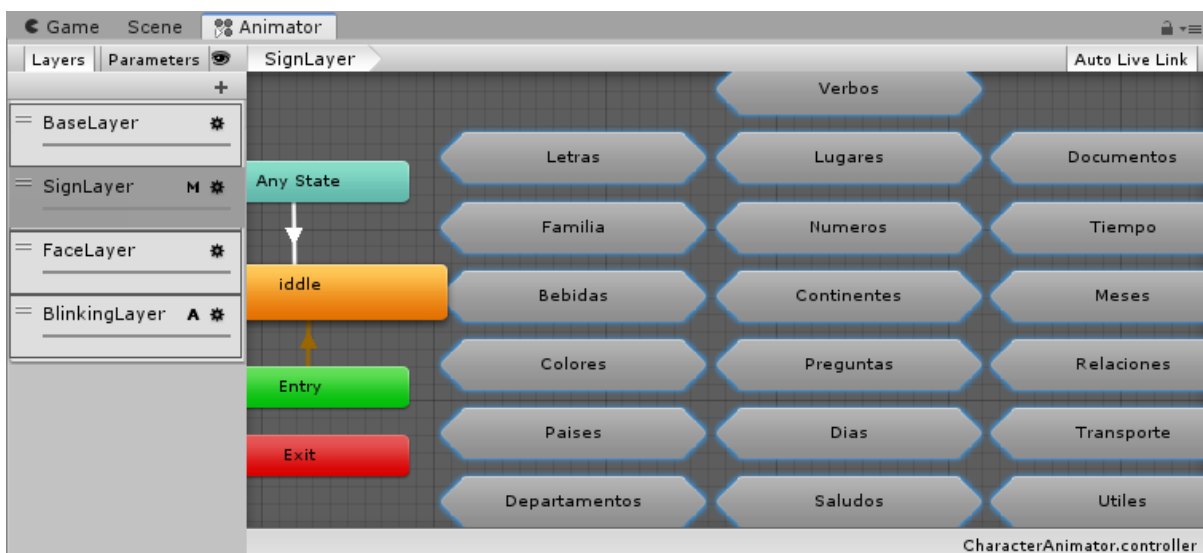 Game Scene Animator
Layers Parameters SignLayer Auto Live Link
+
BaseLayer
SignLayer M
FaceLayer
BlinkingLayer A
Any State
iddle
Entry
Exit
Verbos
Letras Lugares Documentos
Familia Numeros Tiempo
Bebidas Continentes Meses
Colores Preguntas Relaciones
Paises Dias Transporte
Departamentos Saludos Utiles
CharacterAnimator.controller